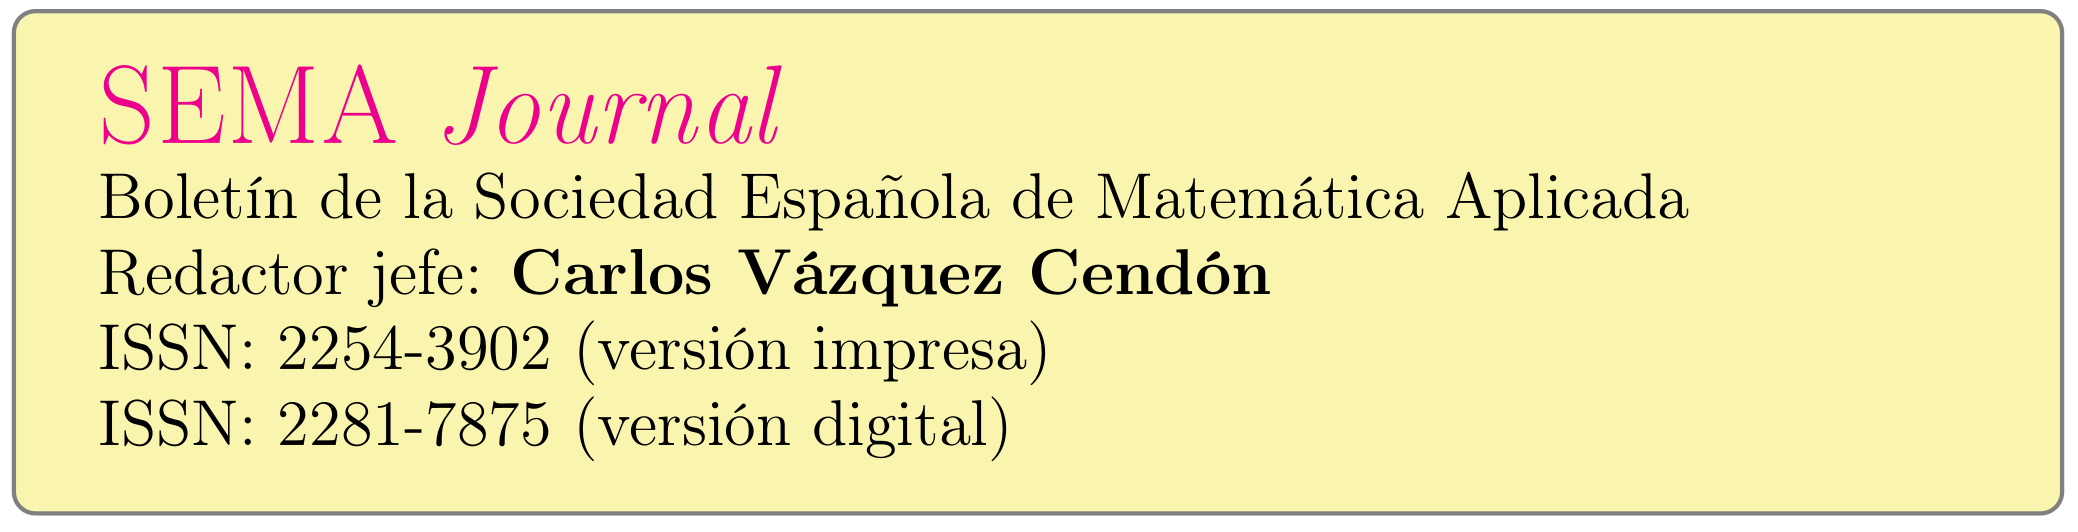 SEMA Journal
Boletín de la Sociedad Española de Matemática Aplicada
Redactor jefe: Carlos Vázquez Cendón
ISSN: 2254-3902 (versión impresa)
ISSN: 2281-7875 (versión digital)